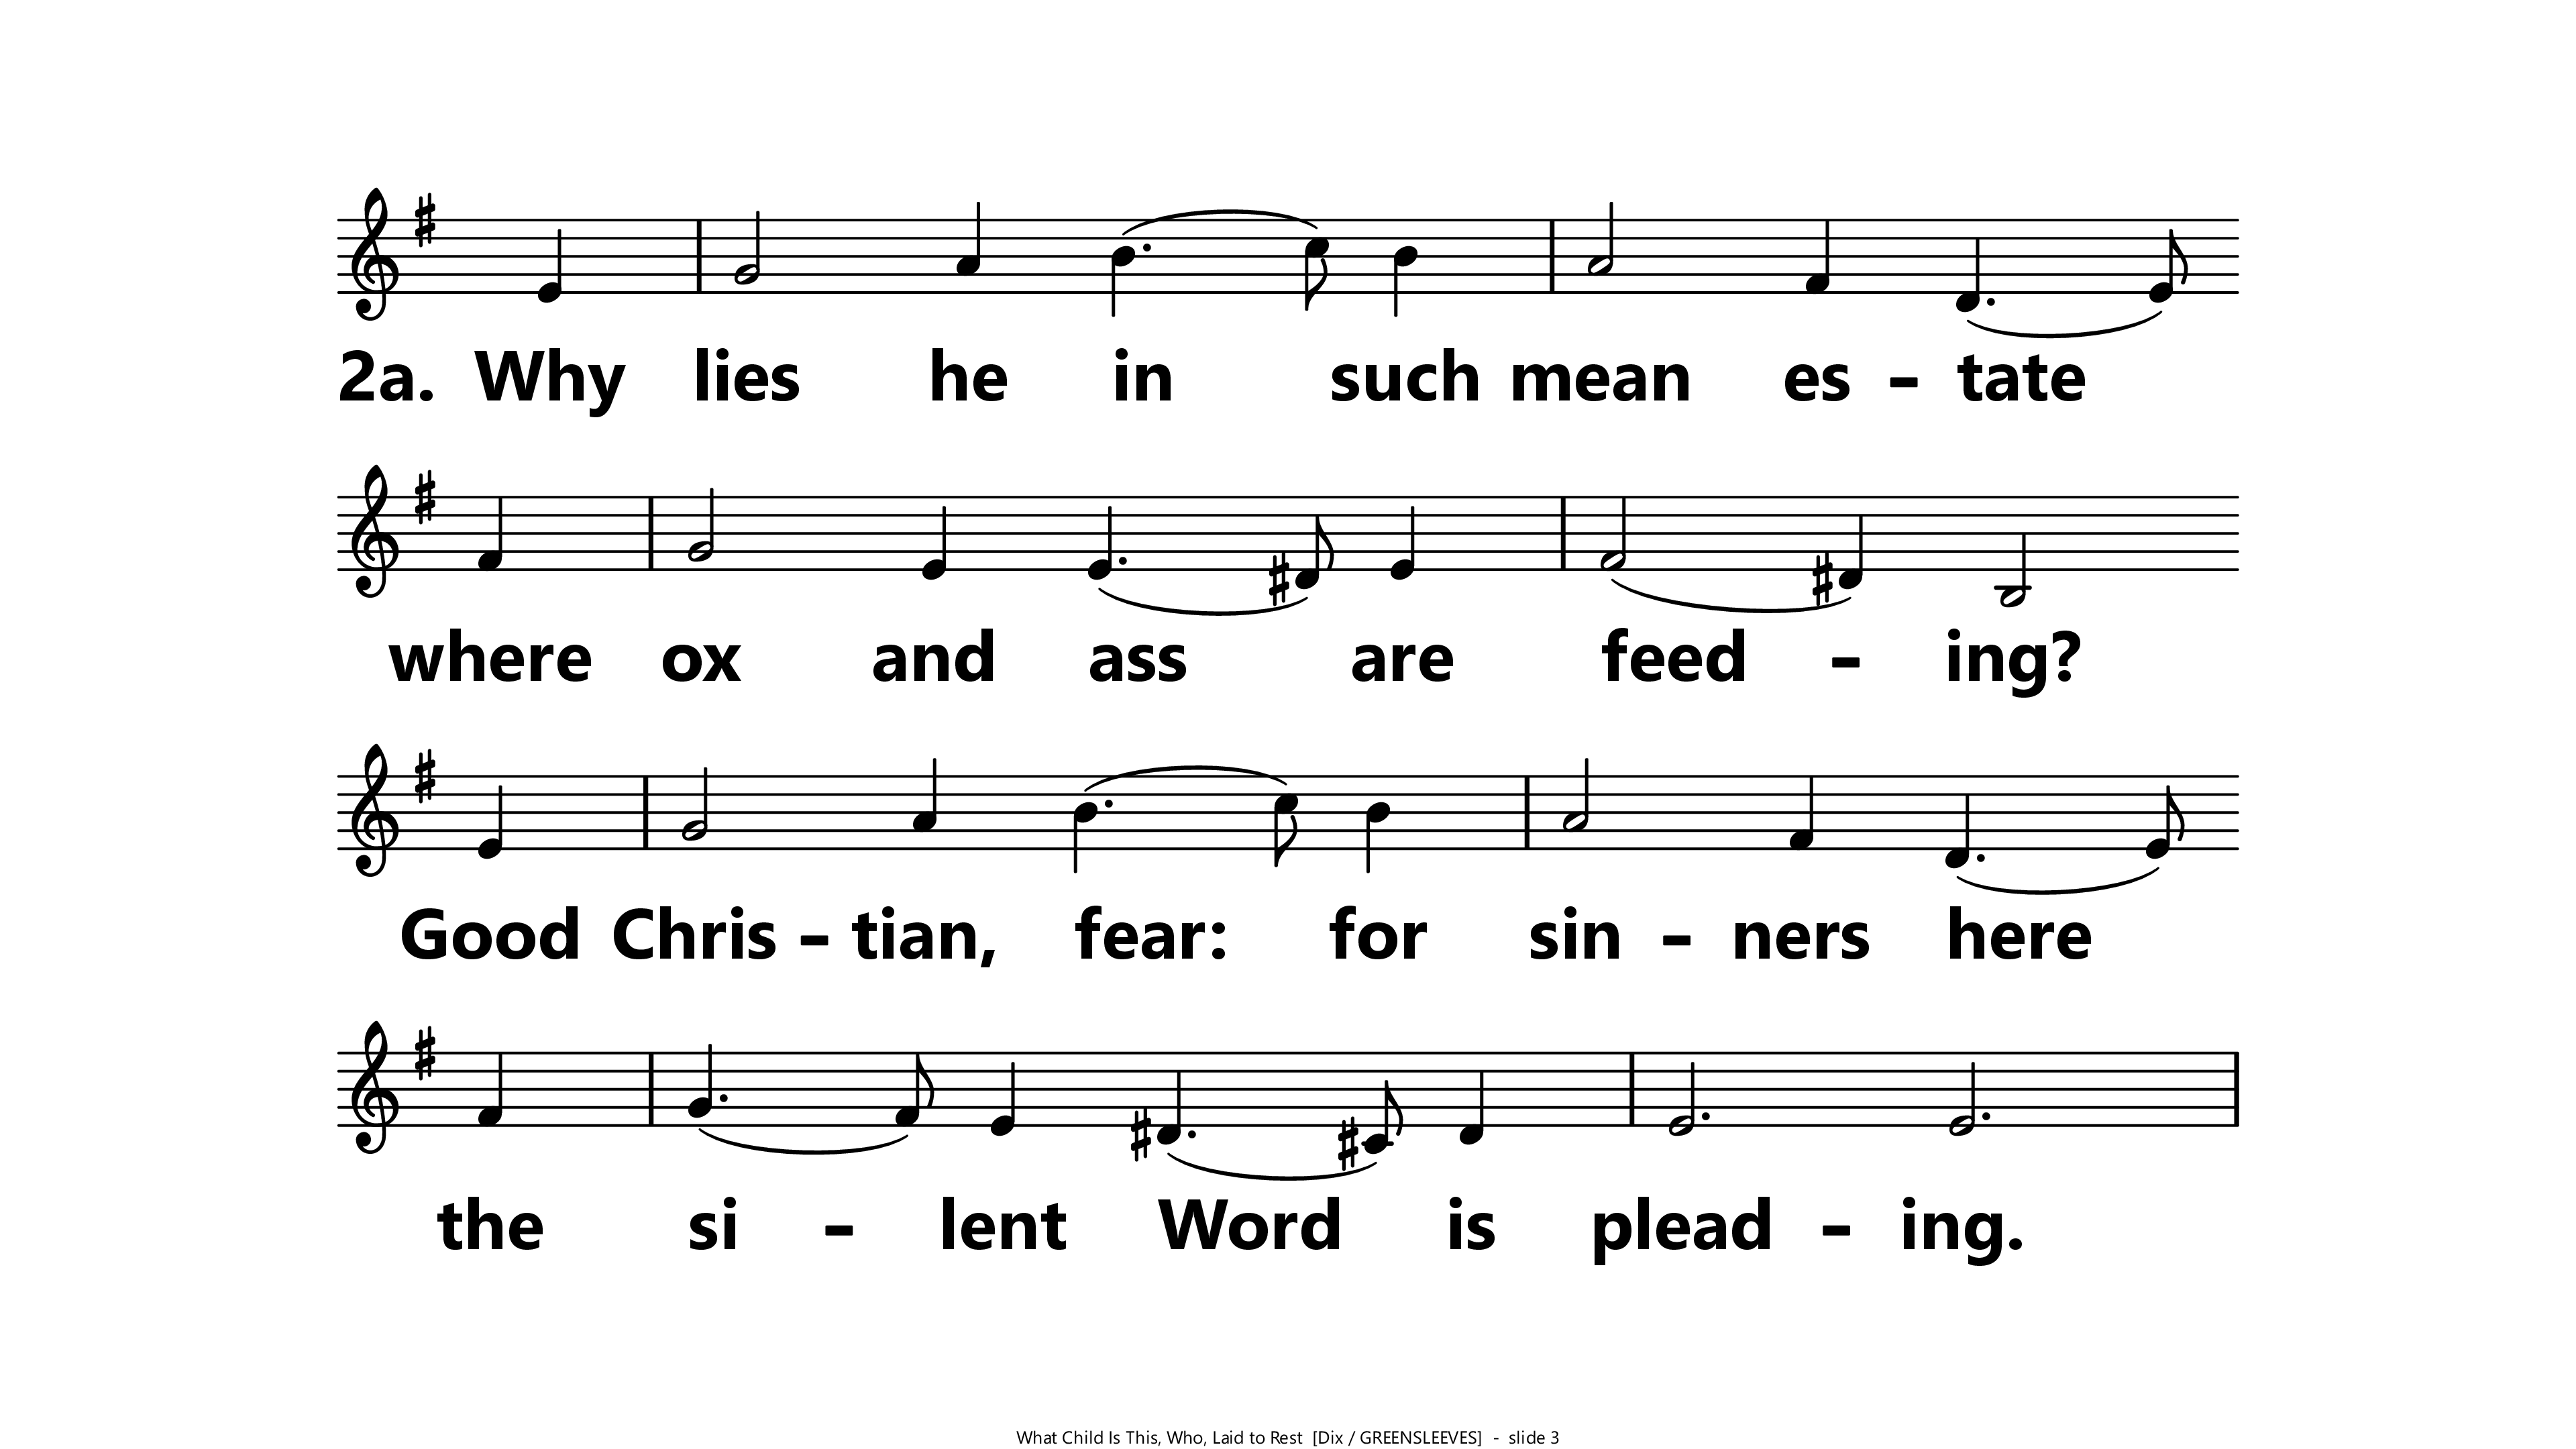 2a. Why lies he in such mean es - tate
where ox and ass are feed - ing?
Good Chris - tian, fear: for sin - ners here
the si - lent Word is plead - ing.
What Child Is This, Who, Laid to Rest [Dix / GREENSLEEVES] - slide 3